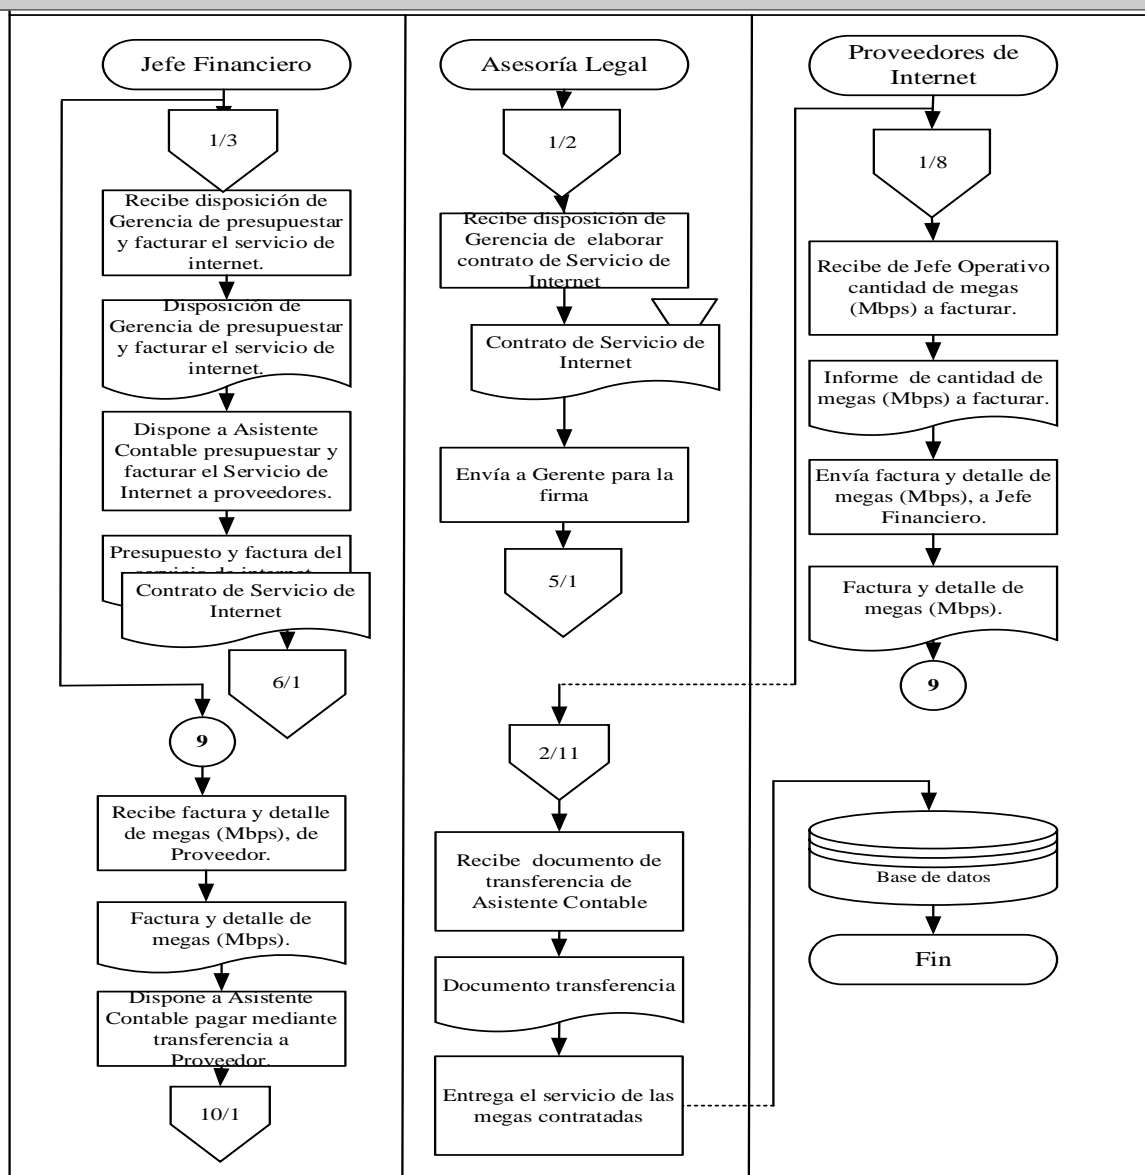 Jefe Financiero
1/3
Recibe disposición de
Gerencia de presupuestar
y facturar el servicio de
internet.
Disposición de
Gerencia de presupuestar
y facturar el servicio de
internet.
Dispone a Asistente
Contable presupuestar y
facturar el Servicio de
Internet a proveedores.
Presupuesto y factura del
servicio de internet
Contrato de Servicio de
Internet
6/1
9
Recibe factura y detalle
de megas (Mbps), de
Proveedor.
Factura y detalle de
megas (Mbps).
Dispone a Asistente
Contable pagar mediante
transferencia a
Proveedor.
10/1
Asesoría Legal
1/2
Recibe disposición de
Gerencia de elaborar
contrato de Servicio de
Internet
Contrato de Servicio de
Internet
Envía a Gerente para la
firma
5/1
2/11
Recibe documento de
transferencia de
Asistente Contable
Documento transferencia
Entrega el servicio de las
megas contratadas
Proveedores de
Internet
1/8
Recibe de Jefe Operativo
cantidad de megas
(Mbps) a facturar.
Informe de cantidad de
megas (Mbps) a facturar.
Envía factura y detalle de
megas (Mbps), a Jefe
Financiero.
Factura y detalle de
megas (Mbps).
9
Base de datos
Fin